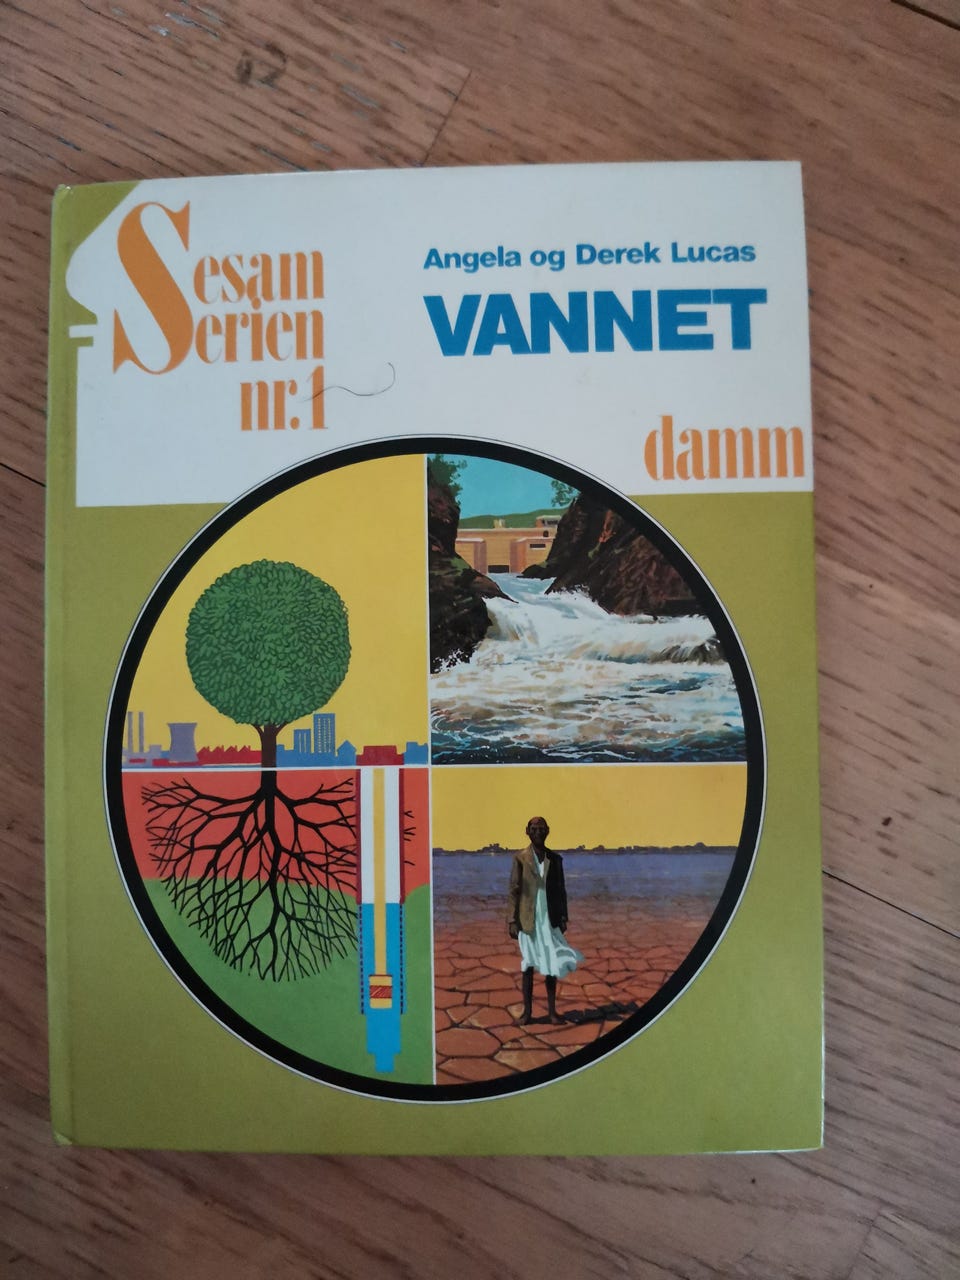 Sesam
Serien
nr.1
Angela og Derek Lucas
VANNET
damm